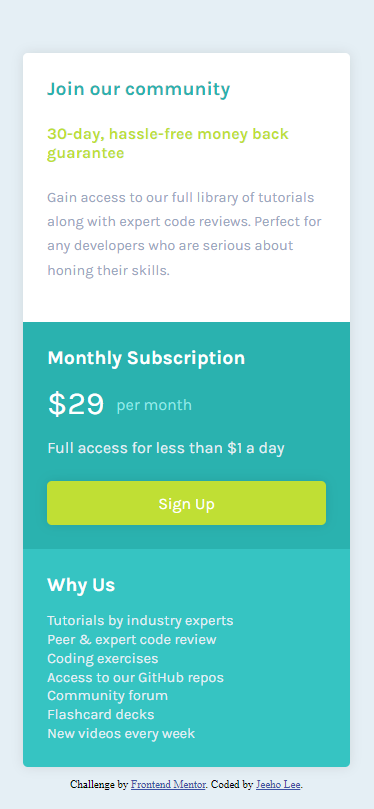 Join our community
30-day, hassle-free money back
guarantee
Gain access to our full library of tutorials
along with expert code reviews. Perfect for
any developers who are serious about
honing their skills.
Monthly Subscription
$29 per month
Full access for less than $1 a day
Sign Up
Why Us
Tutorials by industry experts
Peer & expert code review
Coding exercises
Access to our GitHub repos
Community forum
Flashcard decks
New videos every week
Challenge by Frontend Mentor. Coded by Jeeho Lee.